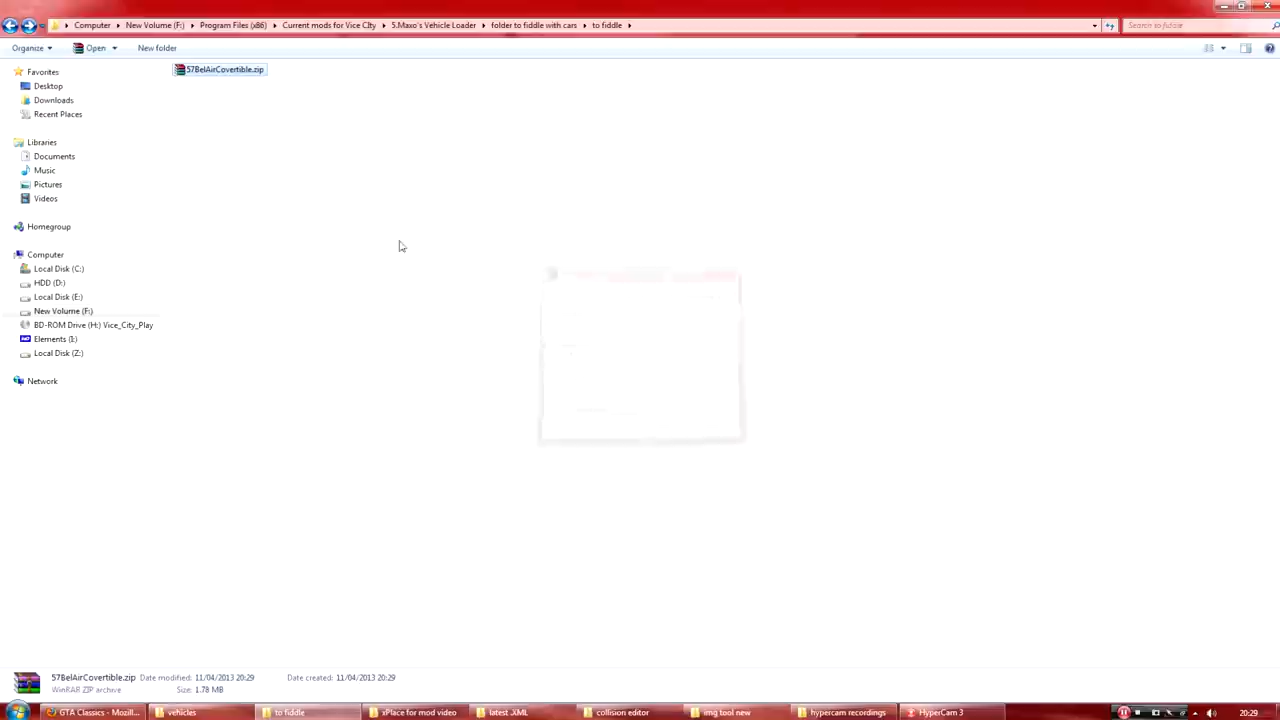 Computer ▸ New Volume (F:) ▸ Program Files (x86) ▸ Current mods for Vice CIty ▸ 5.Maxo's Vehicle Loader ▸ folder to fiddle with cars ▸ to fiddle ▸
Search to fiddle
Organize Open New folder
Favorites
57BelAirCovertible.zip
Desktop
Downloads
Recent Places
Libraries
Documents
Music
Pictures
Videos
Homegroup
Computer
Local Disk (C:)
HDD (D:)
Local Disk (E:)
New Volume (F:)
BD-ROM Drive (H:) Vice_City_Play
Elements (I:)
Local Disk (Z:)
Network
57BelAirCovertible.zip Date modified: 11/04/2013 20:29 Date created: 11/04/2013 20:29
WinRAR ZIP archive Size: 1.78 MB
GTA Classics - Mozill... vehicles to fiddle xPlace for mod video latest .XML collision editor img tool new hypercam recordings HyperCam 3 20:29